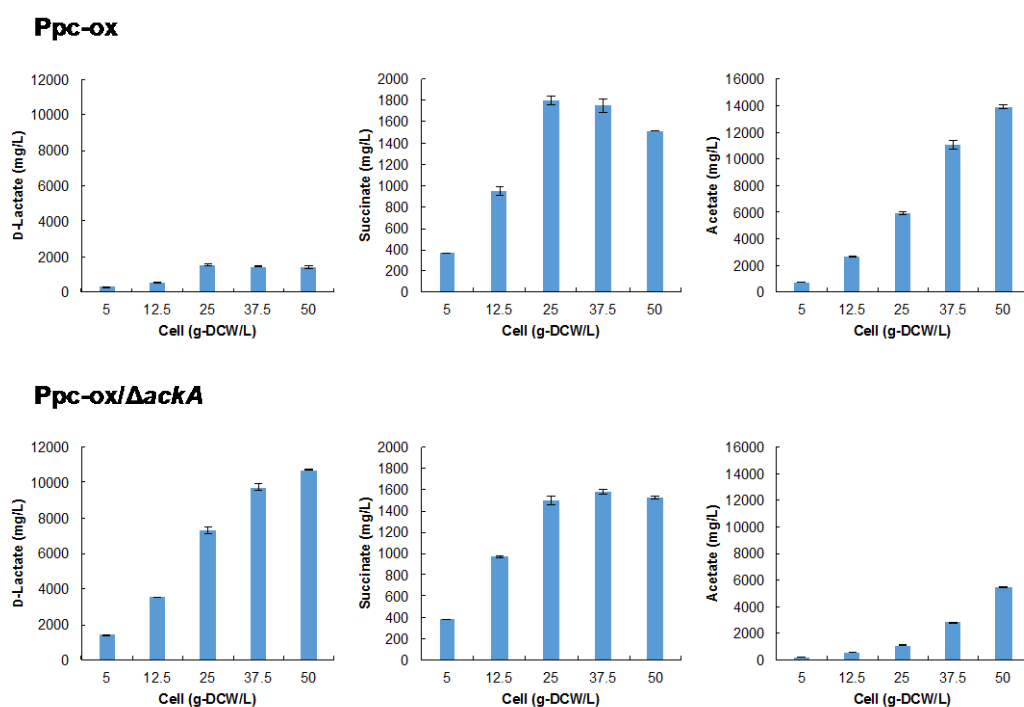 Ppc-ox
D-Lactate (mg/L)
12000
10000
8000
6000
4000
2000
0
5 12.5 25 37.5 50
Cell (g-DCW/L)
Succinate (mg/L)
2000
1800
1600
1400
1200
1000
800
600
400
200
0
5 12.5 25 37.5 50
Cell (g-DCW/L)
Acetate (mg/L)
16000
14000
12000
10000
8000
6000
4000
2000
0
5 12.5 25 37.5 50
Cell (g-DCW/L)
Ppc-ox/ΔackA
D-Lactate (mg/L)
12000
10000
8000
6000
4000
2000
0
5 12.5 25 37.5 50
Cell (g-DCW/L)
Succinate (mg/L)
2000
1800
1600
1400
1200
1000
800
600
400
200
0
5 12.5 25 37.5 50
Cell (g-DCW/L)
Acetate (mg/L)
16000
14000
12000
10000
8000
6000
4000
2000
0
5 12.5 25 37.5 50
Cell (g-DCW/L)